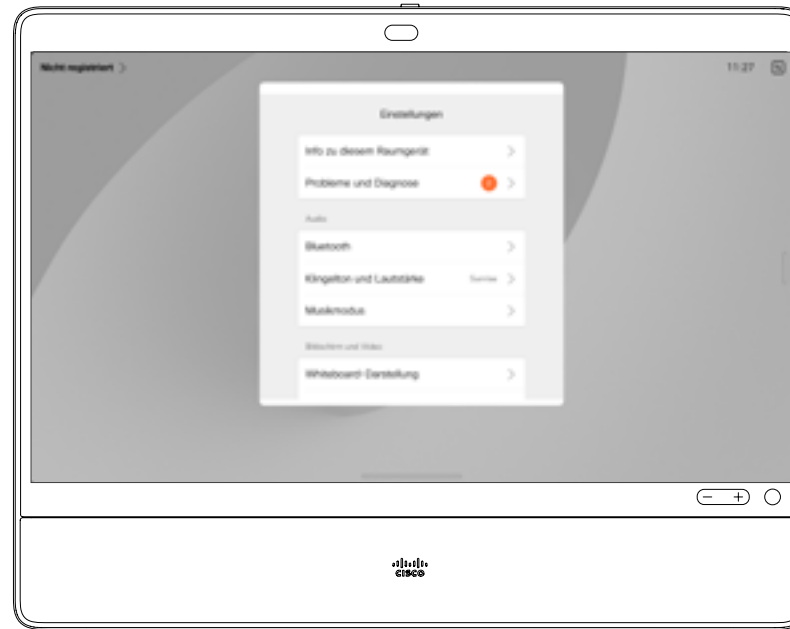 Nicht registriert
11:27
Einstellungen
Info zu diesem Raumgerät
Probleme und Diagnose
Audio
Bluetooth
Klingelton und Lautstärke Sunrise
Musikmodus
Bildschirm und Video
Whiteboard-Darstellung
CISCO